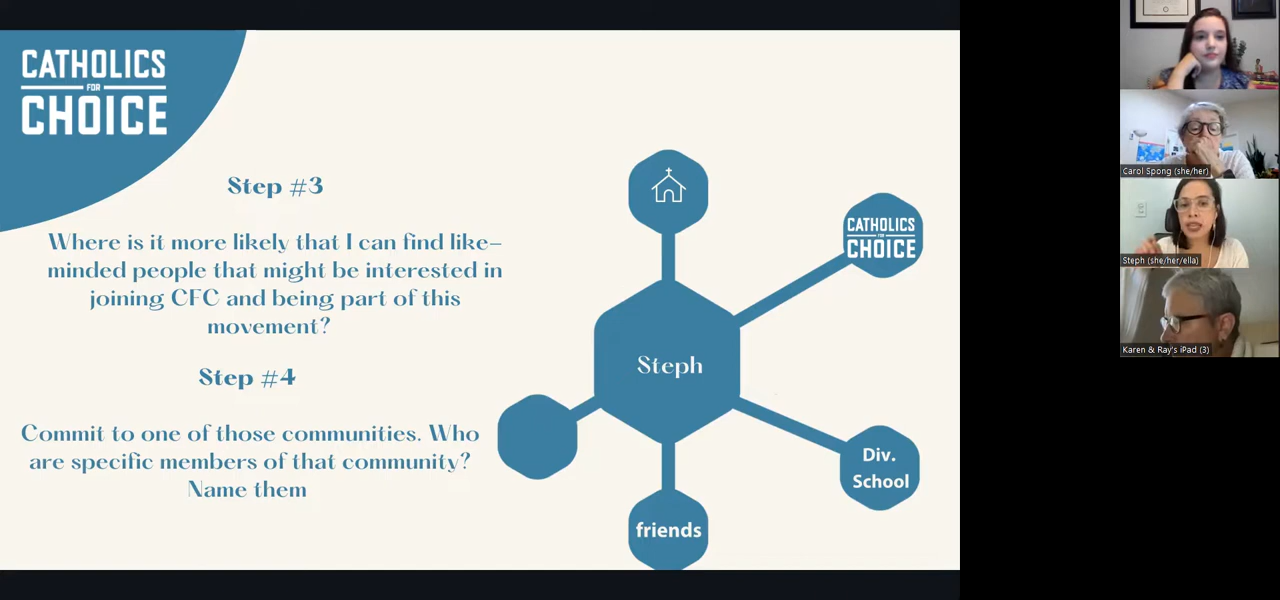 CATHOLICS
FOR
CHOICE
Step #3
Where is it more likely that I can find like-
minded people that might be interested in
joining CFC and being part of this
movement?
Step #4
Commit to one of those communities. Who
are specific members of that community?
Name them
CATHOLICS
FOR
CHOICE
Steph
Div.
School
friends
Carol Spong (she/her)
Steph (she/her/ella)
Karen & Ray's iPad (3)